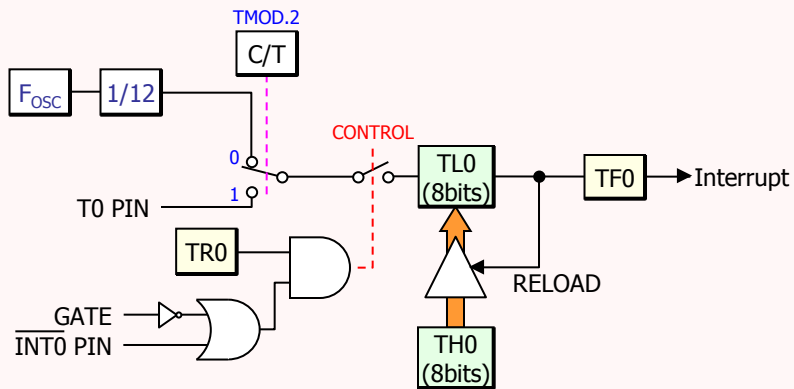 TMOD.2
C/T
FOSC
1/12
CONTROL
0
1
T0 PIN
TL0
(8bits)
TF0
Interrupt
TR0
RELOAD
GATE
INT0 PIN
TH0
(8bits)